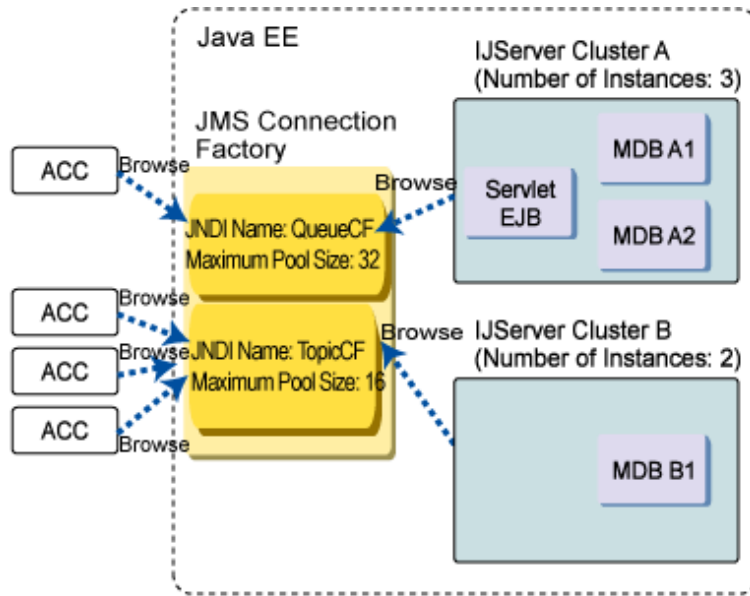 Java EE
IJServer Cluster A
(Number of Instances: 3)
JMS Connection
Factory
ACC
Browse
Browse
Servlet
EJB
MDB A1
MDB A2
JNDI Name: QueueCF
Maximum Pool Size: 32
ACC
Browse
ACC
Browse
ACC
Browse
JNDI Name: TopicCF
Maximum Pool Size: 16
Browse
IJServer Cluster B
(Number of Instances: 2)
MDB B1